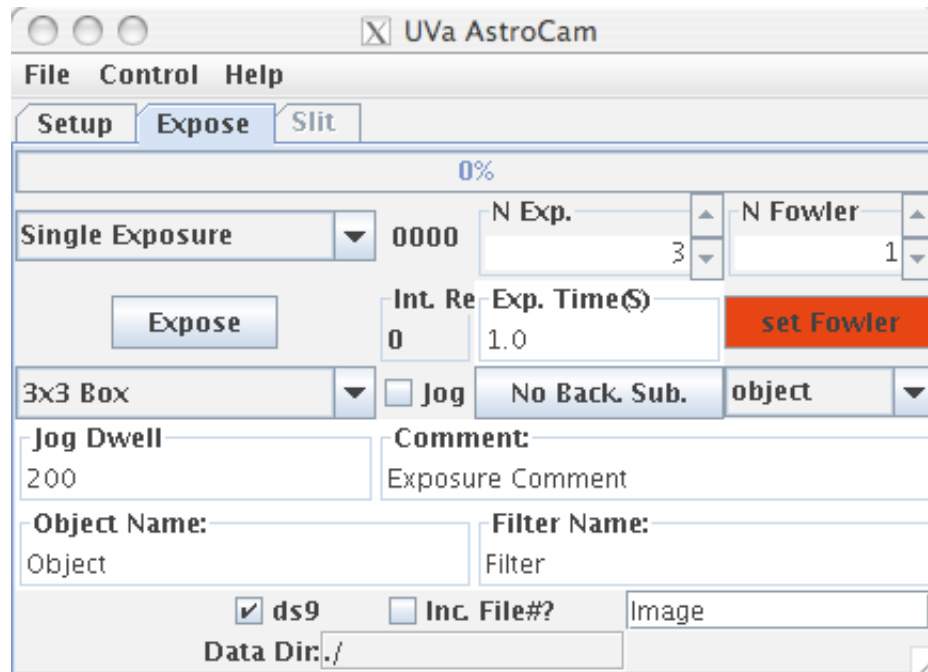 UVa AstroCam
File Control Help
Setup Expose Slit
0%
N Exp. N Fowler
Single Exposure 0000 3 1
Int. Re Exp. Time(S)
Expose 0 1.0 set Fowler
3x3 Box Jog No Back. Sub. object
Jog Dwell Comment:
200 Exposure Comment
Object Name: Filter Name:
Object Filter
ds9 Inc. File#? Image
Data Dir: ./